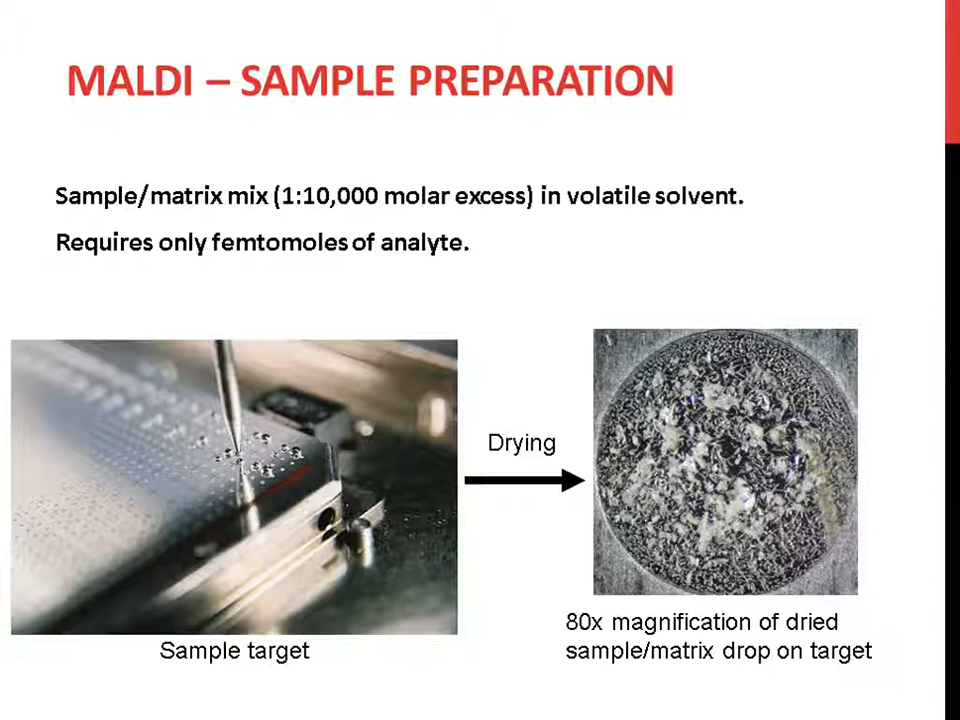 MALDI – SAMPLE PREPARATION
Sample/matrix mix (1:10,000 molar excess) in volatile solvent.
Requires only femtomoles of analyte.
Drying
Sample target
80x magnification of dried
sample/matrix drop on target